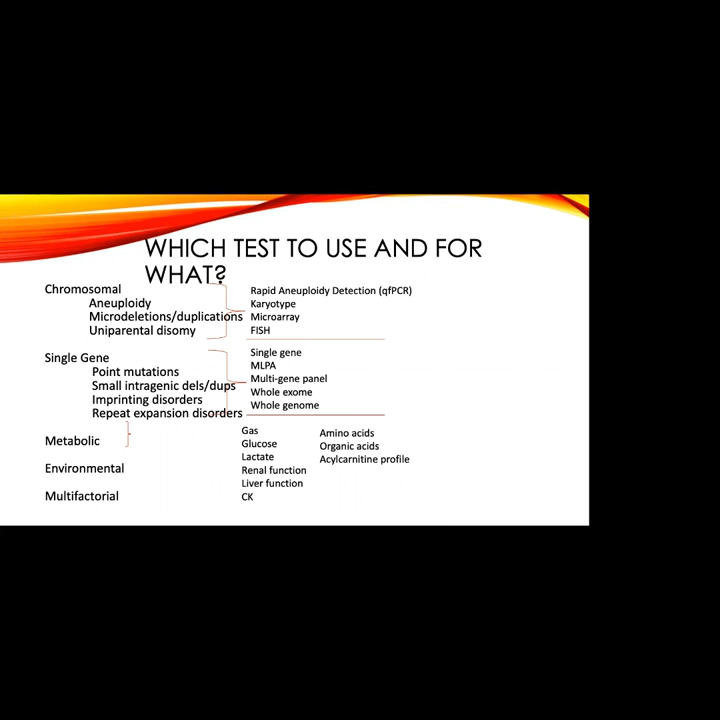 WHICH TEST TO USE AND FOR
WHAT?
Chromosomal
Aneuploidy
Microdeletions/duplications
Uniparental disomy
Rapid Aneuploidy Detection (qfPCR)
Karyotype
Microarray
FISH
Single Gene
Point mutations
Small intragenic dels/dups
Imprinting disorders
Repeat expansion disorders
Single gene
MLPA
Multi-gene panel
Whole exome
Whole genome
Metabolic
Environmental
Multifactorial
Gas
Glucose
Lactate
Renal function
Liver function
CK
Amino acids
Organic acids
Acylcarnitine profile